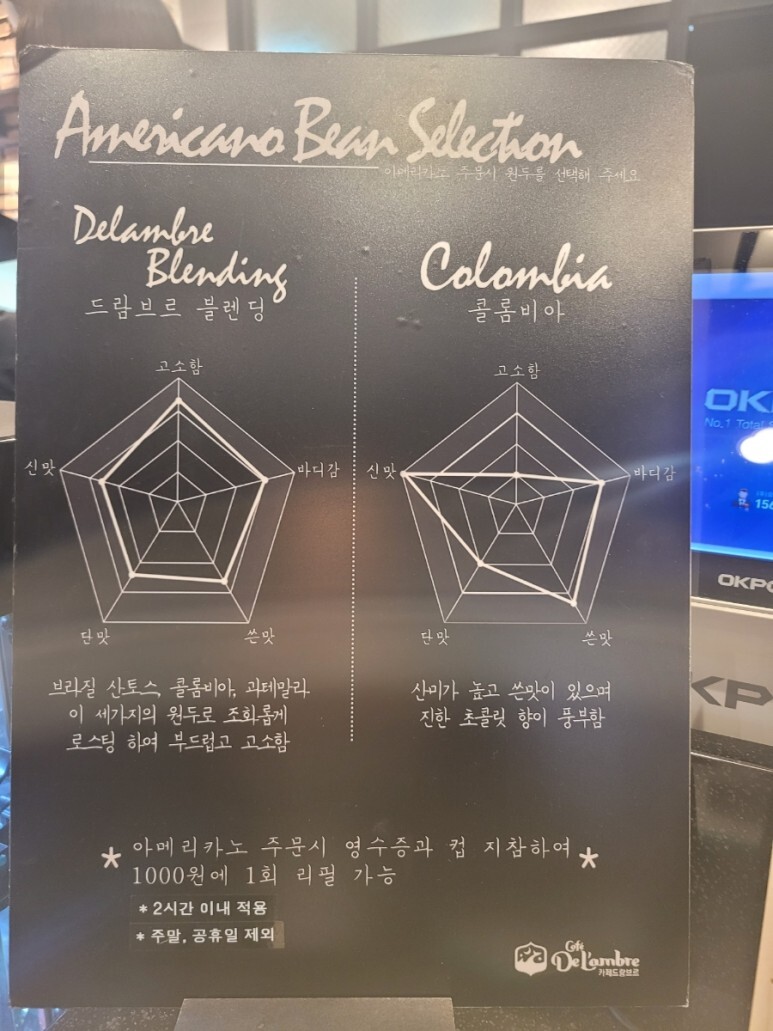 Americano Bean Selection
아메리카노 주문시 원두를 선택해 주세요
Delambre
Blending
드람브르 블렌딩
고소함
신맛
바디감
단맛
쓴맛
브라질 산토스, 콜롬비아, 과테말라
이 세가지의 원두로 조화롭게
로스팅 하여 부드럽고 고소함
Colombia
콜롬비아
고소함
신맛
바디감
단맛
쓴맛
산미가 높고 쓴맛이 있으며
진한 초콜릿 향이 풍부함
* 아메리카노 주문시 영수증과 컵 지참하여 *
1000원에 1회 리필 가능
* 2시간 이내 적용
* 주말, 공휴일 제외
Café
De L'ambre
카페드람브르
OK
No.1 Total
156
OKPO
KP